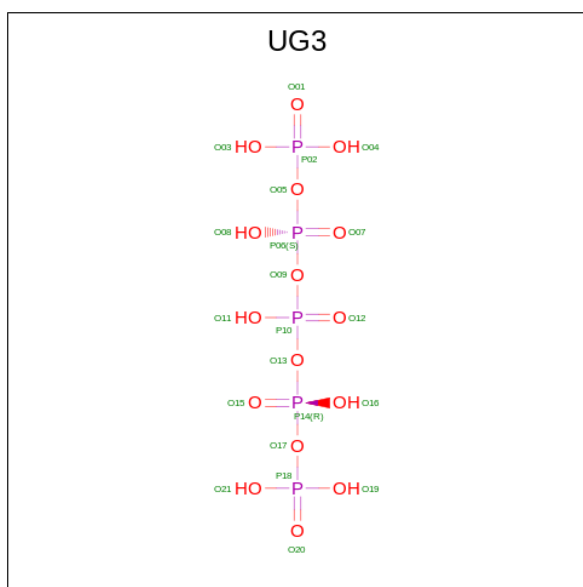 UG3
O01
O
O03 HO P OH O04
P02
O05 O
O08 HO P O O07
P06(S)
O09 O
O11 HO P O O12
P10
O13 O
O15 O P OH O16
P14(R)
O17 O
P18
O21 HO P OH O19
O
O20